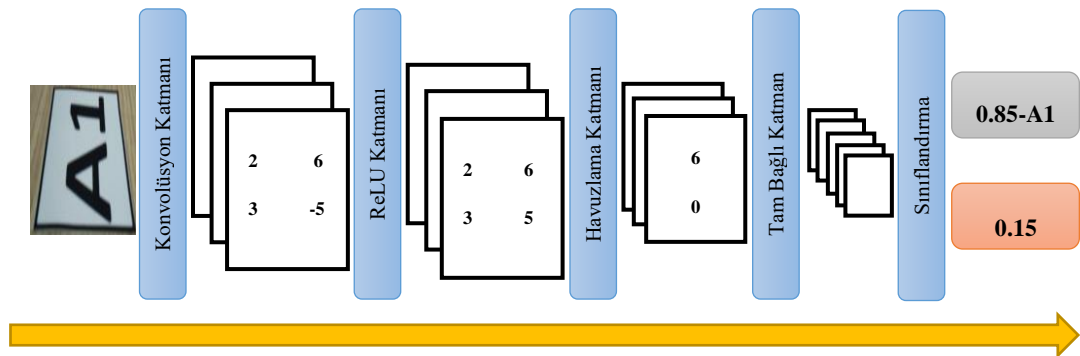 A1
Konvolüsyon Katmanı
2 6
3 -5
ReLU Katmanı
2 6
3 5
Havuzlama Katmanı
6
0
Tam Bağlı Katman
Sınıflandırma
0.85-A1
0.15